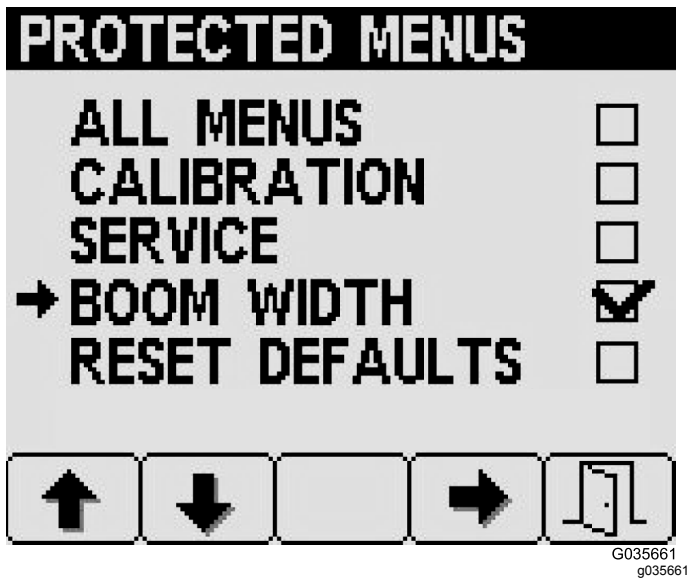 PROTECTED MENUS
ALL MENUS
CALIBRATION
SERVICE
BOOM WIDTH
RESET DEFAULTS
G035661
g035661